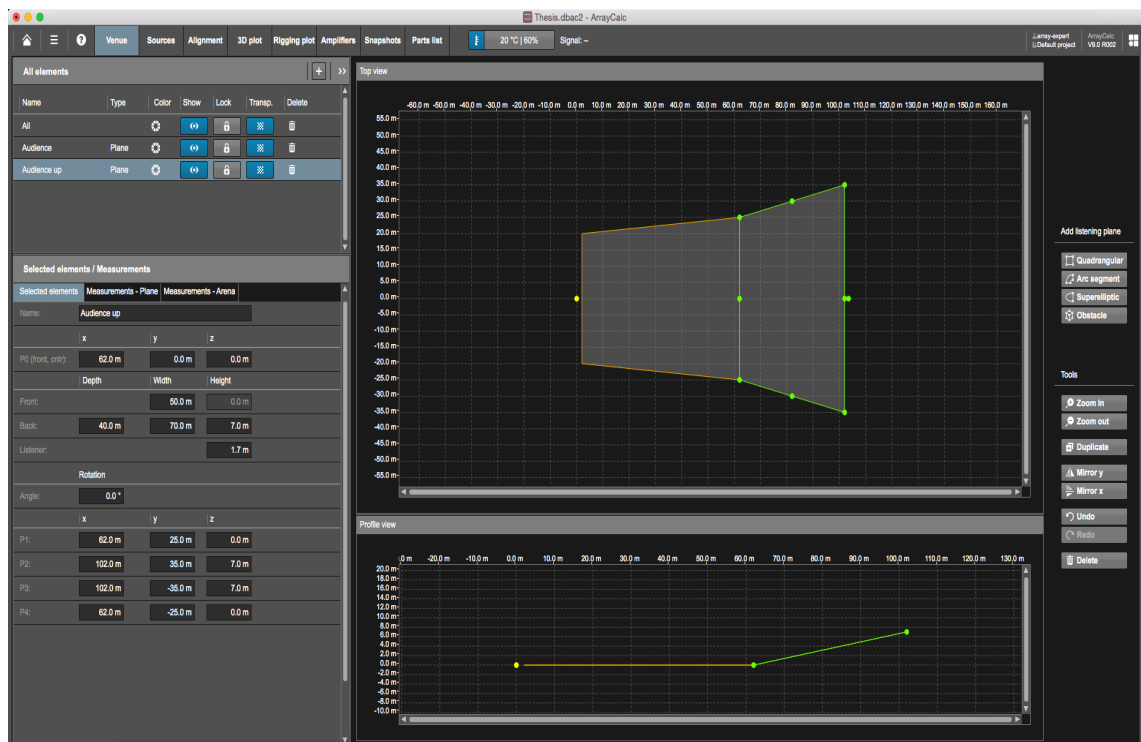 Thesis.dbac2 - ArrayCalc
Venue Sources Alignment 3D plot Rigging plot Amplifiers Snapshots Parts list 20 °C | 60% Signal: –
array-expert ArrayCalc
Default project V9.0 R002
All elements + >>
Name Type Color Show Lock Transp. Delete
All
Audience Plane
Audience up Plane
Selected elements / Measurements
Selected elements Measurements - Plane Measurements - Arena
Name: Audience up
x y z
P0 (front, cntr): 62.0 m 0.0 m 0.0 m
Depth Width Height
Front: 50.0 m 0.0 m
Back: 40.0 m 70.0 m 7.0 m
Listener: 1.7 m
Rotation
Angle: 0.0 °
x y z
P1: 62.0 m 25.0 m 0.0 m
P2: 102.0 m 35.0 m 7.0 m
P3: 102.0 m -35.0 m 7.0 m
P4: 62.0 m -25.0 m 0.0 m
Top view
-60.0 m -50.0 m -40.0 m -30.0 m -20.0 m -10.0 m 0.0 m 10.0 m 20.0 m 30.0 m 40.0 m 50.0 m 60.0 m 70.0 m 80.0 m 90.0 m 100.0 m 110.0 m 120.0 m 130.0 m 140.0 m 150.0 m 160.0 m
55.0 m
50.0 m
45.0 m
40.0 m
35.0 m
30.0 m
25.0 m
20.0 m
15.0 m
10.0 m
5.0 m
0.0 m
-5.0 m
-10.0 m
-15.0 m
-20.0 m
-25.0 m
-30.0 m
-35.0 m
-40.0 m
-45.0 m
-50.0 m
-55.0 m
Profile view
.0 m -20.0 m -10.0 m 0.0 m 10.0 m 20.0 m 30.0 m 40.0 m 50.0 m 60.0 m 70.0 m 80.0 m 90.0 m 100.0 m 110.0 m 120.0 m 130.0 m
20.0 m
18.0 m
16.0 m
14.0 m
12.0 m
10.0 m
8.0 m
6.0 m
4.0 m
2.0 m
0.0 m
-2.0 m
-4.0 m
-6.0 m
-8.0 m
-10.0 m
Add listening plane
Quadrangular
Arc segment
Superelliptic
Obstacle
Tools
Zoom in
Zoom out
Duplicate
Mirror y
Mirror x
Undo
Redo
Delete